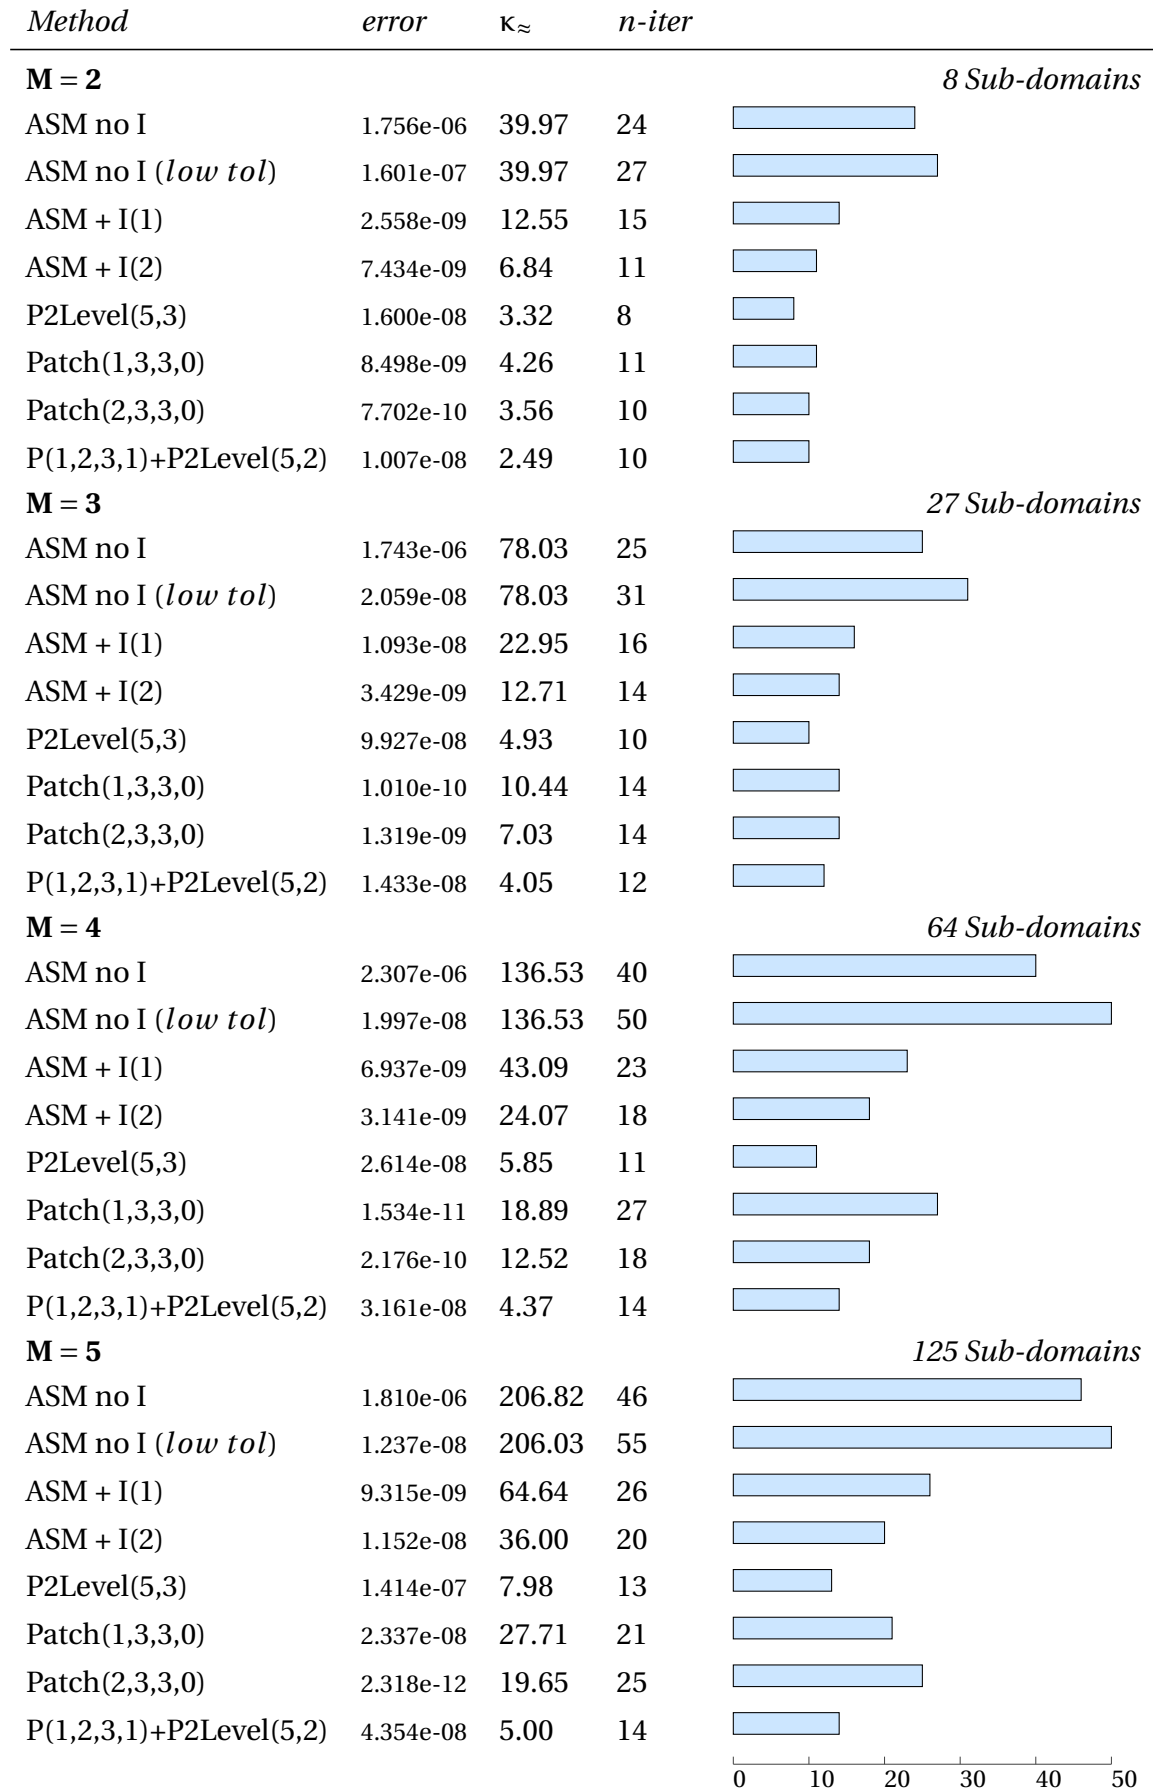 Method error κ≈ n-iter
M = 2 8 Sub-domains
ASM no I 1.756e-06 39.97 24
ASM no I (low tol) 1.601e-07 39.97 27
ASM + I(1) 2.558e-09 12.55 15
ASM + I(2) 7.434e-09 6.84 11
P2Level(5,3) 1.600e-08 3.32 8
Patch(1,3,3,0) 8.498e-09 4.26 11
Patch(2,3,3,0) 7.702e-10 3.56 10
P(1,2,3,1)+P2Level(5,2) 1.007e-08 2.49 10
M = 3 27 Sub-domains
ASM no I 1.743e-06 78.03 25
ASM no I (low tol) 2.059e-08 78.03 31
ASM + I(1) 1.093e-08 22.95 16
ASM + I(2) 3.429e-09 12.71 14
P2Level(5,3) 9.927e-08 4.93 10
Patch(1,3,3,0) 1.010e-10 10.44 14
Patch(2,3,3,0) 1.319e-09 7.03 14
P(1,2,3,1)+P2Level(5,2) 1.433e-08 4.05 12
M = 4 64 Sub-domains
ASM no I 2.307e-06 136.53 40
ASM no I (low tol) 1.997e-08 136.53 50
ASM + I(1) 6.937e-09 43.09 23
ASM + I(2) 3.141e-09 24.07 18
P2Level(5,3) 2.614e-08 5.85 11
Patch(1,3,3,0) 1.534e-11 18.89 27
Patch(2,3,3,0) 2.176e-10 12.52 18
P(1,2,3,1)+P2Level(5,2) 3.161e-08 4.37 14
M = 5 125 Sub-domains
ASM no I 1.810e-06 206.82 46
ASM no I (low tol) 1.237e-08 206.03 55
ASM + I(1) 9.315e-09 64.64 26
ASM + I(2) 1.152e-08 36.00 20
P2Level(5,3) 1.414e-07 7.98 13
Patch(1,3,3,0) 2.337e-08 27.71 21
Patch(2,3,3,0) 2.318e-12 19.65 25
P(1,2,3,1)+P2Level(5,2) 4.354e-08 5.00 14
0 10 20 30 40 50